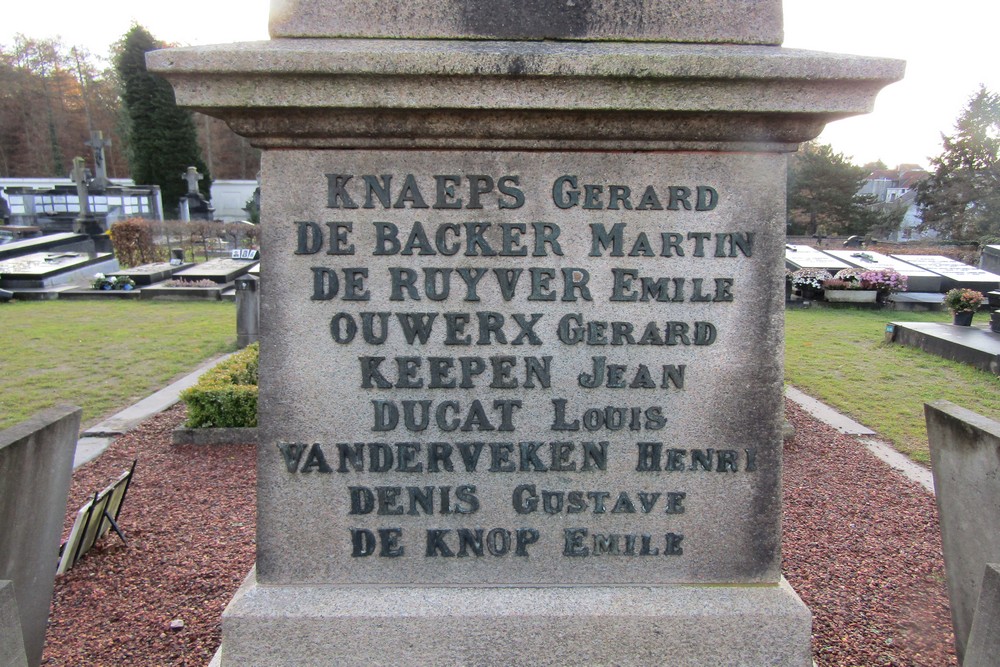 KNAEPS GERARD
DE BACKER MARTIN
DE RUYVER EMILE
OUWERX GERARD
KEEPEN JEAN
DUCAT LOUIS
VANDERVEKEN HENRI
DENIS GUSTAVE
DE KNOP EMILE